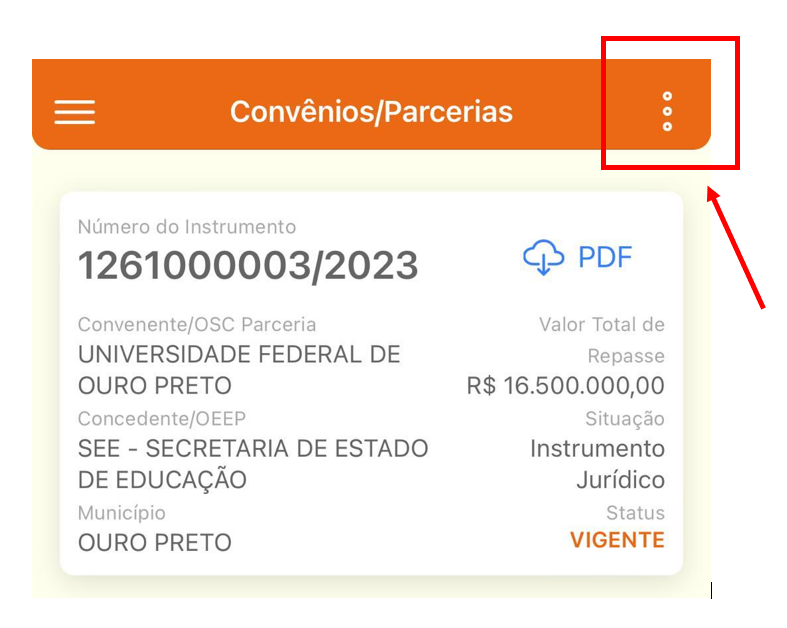 Convênios/Parcerias
Número do Instrumento
1261000003/2023
PDF
Convenente/OSC Parceria
UNIVERSIDADE FEDERAL DE
OURO PRETO
Valor Total de
Repasse
R$ 16.500.000,00
Concedente/OEEP
SEE - SECRETARIA DE ESTADO
DE EDUCAÇÃO
Situação
Instrumento
Jurídico
Município
OURO PRETO
Status
VIGENTE